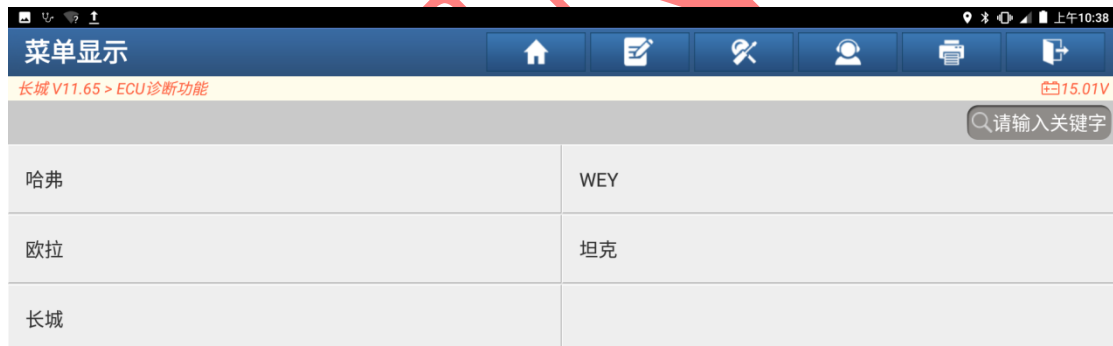 上午10:38
菜单显示
长城 V11.65 > ECU诊断功能
15.01V
请输入关键字
哈弗
WEY
欧拉
坦克
长城